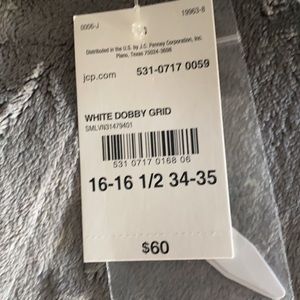 0006-J 19963-8
Distributed in the U.S. by J.C. Penney Corporation, Inc
Plano, Texas 75024-3698
jcp.com 531-0717 0059
WHITE DOBBY GRID
SMLVN31479401
531 0717 0168 06
16-16 1/2 34-35
$60